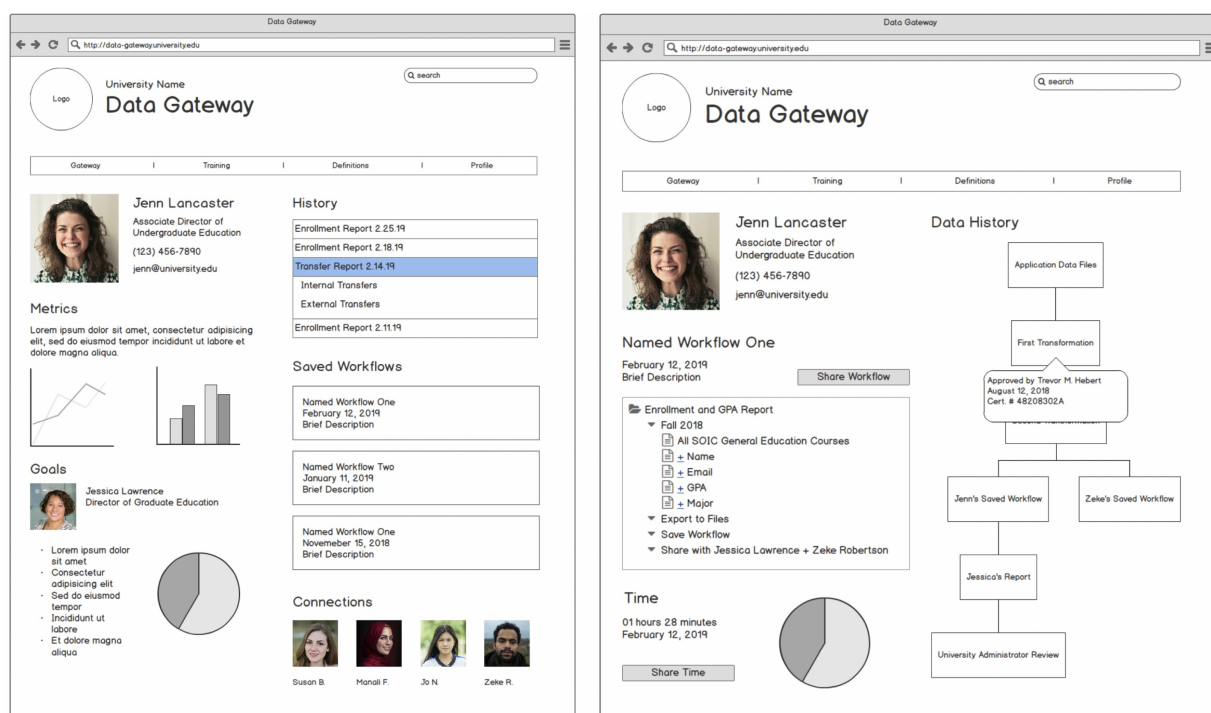 Data Gateway
http://data-gateway.university.edu
Logo
University Name
Data Gateway
search
Gateway | Training | Definitions | Profile
Jenn Lancaster
Associate Director of
Undergraduate Education
(123) 456-7890
jenn@university.edu
Metrics
Lorem ipsum dolor sit amet, consectetur adipisicing
elit, sed do eiusmod tempor incididunt ut labore et
dolore magna aliqua.
Goals
Jessica Lawrence
Director of Graduate Education
· Lorem ipsum dolor
sit amet
· Consectetur
adipisicing elit
· Sed do eiusmod
tempor
· Incididunt ut
labore
· Et dolore magna
aliqua
History
Enrollment Report 2.25.19
Enrollment Report 2.18.19
Transfer Report 2.14.19
Internal Transfers
External Transfers
Enrollment Report 2.11.19
Saved Workflows
Named Workflow One
February 12, 2019
Brief Description
Named Workflow Two
January 11, 2019
Brief Description
Named Workflow One
Novemeber 15, 2018
Brief Description
Connections
Susan B.
Manali F.
Jo N.
Zeke R.
Data Gateway
http://data-gateway.university.edu
Logo
University Name
Data Gateway
search
Gateway | Training | Definitions | Profile
Jenn Lancaster
Associate Director of
Undergraduate Education
(123) 456-7890
jenn@university.edu
Named Workflow One
February 12, 2019
Brief Description
Share Workflow
Enrollment and GPA Report
Fall 2018
All SOIC General Education Courses
+ Name
+ Email
+ GPA
+ Major
Export to Files
Save Workflow
Share with Jessica Lawrence + Zeke Robertson
Time
01 hours 28 minutes
February 12, 2019
Share Time
Data History
Application Data Files
First Transformation
Approved by Trevor M. Hebert
August 12, 2018
Cert. # 48208302A
Jenn's Saved Workflow
Zeke's Saved Workflow
Jessica's Report
University Administrator Review